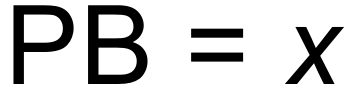 PB = x